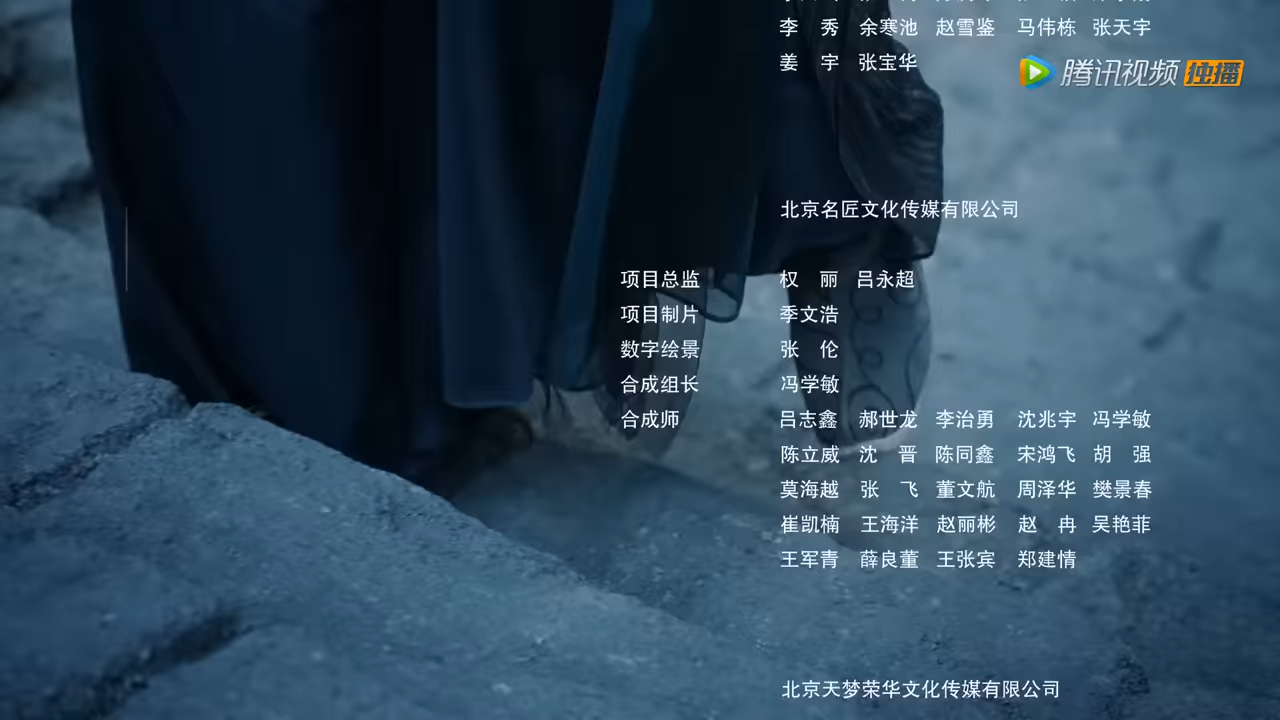 李　秀　余寒池　赵雪鉴　马伟栋　张天宇
姜　宇　张宝华
腾讯视频 独播
北京名匠文化传媒有限公司
项目总监　权　丽　吕永超
项目制片　季文浩
数字绘景　张　伦
合成组长　冯学敏
合成师　吕志鑫　郝世龙　李治勇　沈兆宇　冯学敏
陈立威　沈　晋　陈同鑫　宋鸿飞　胡　强
莫海越　张　飞　董文航　周泽华　樊景春
崔凯楠　王海洋　赵丽彬　赵　冉　吴艳菲
王军青　薛良董　王张宾　郑建情
北京天梦荣华文化传媒有限公司